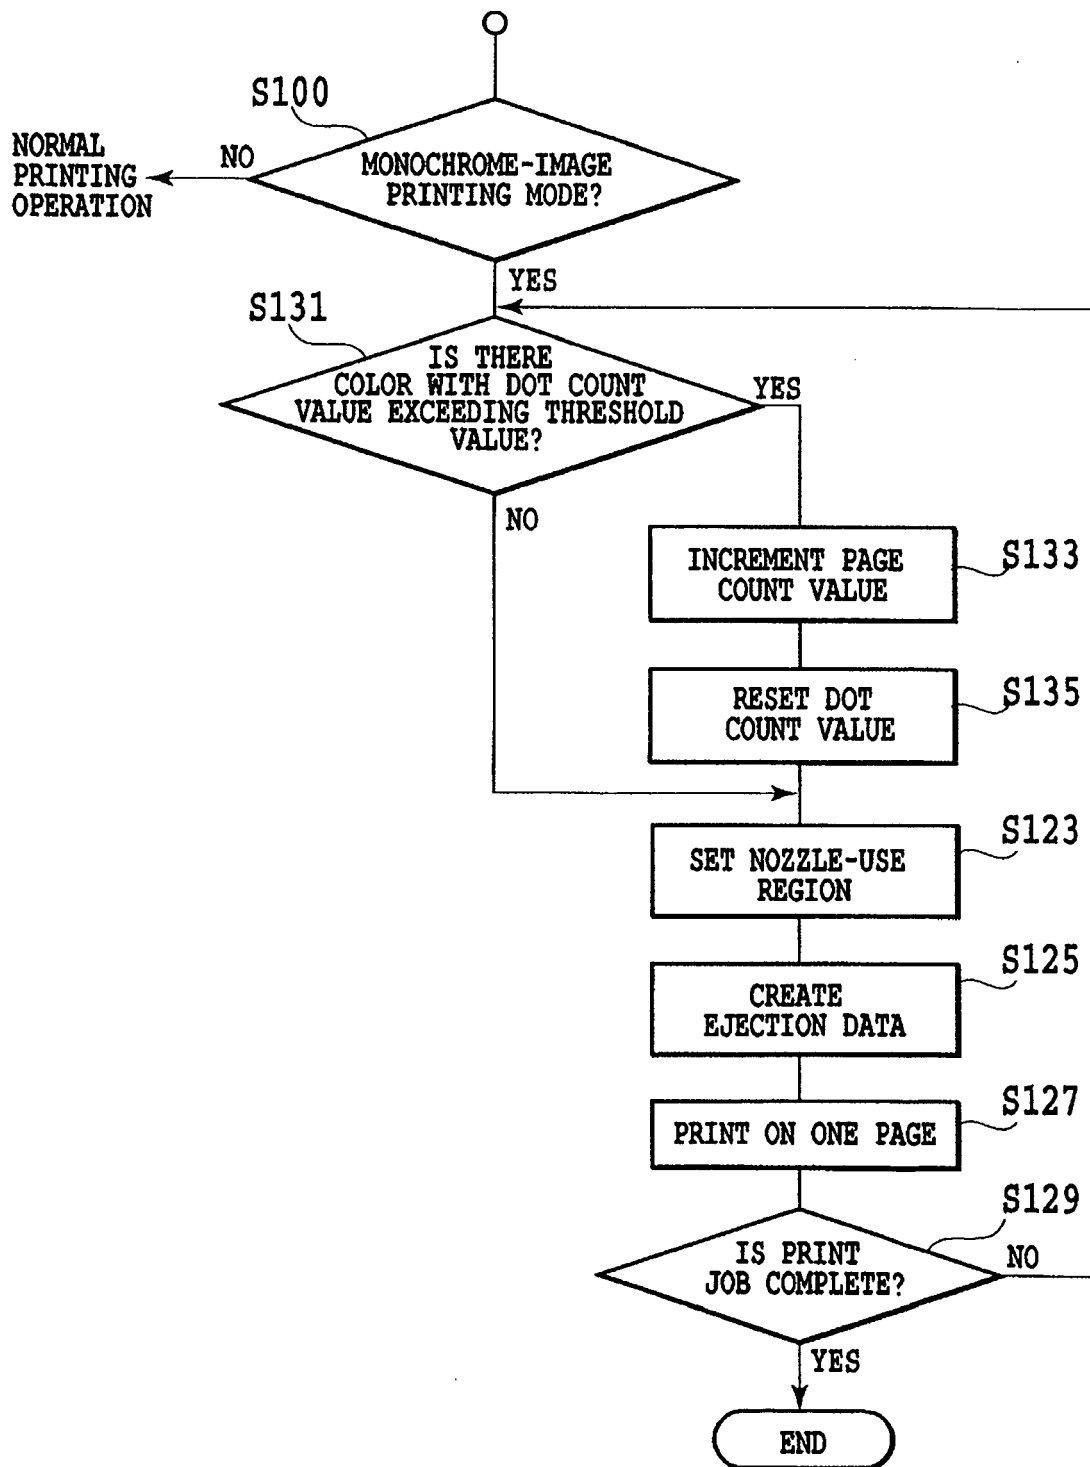 S100
NORMAL
PRINTING
OPERATION
NO
MONOCHROME-IMAGE
PRINTING MODE?
YES
S131
IS THERE
COLOR WITH DOT COUNT
VALUE EXCEEDING THRESHOLD
VALUE?
YES
NO
INCREMENT PAGE
COUNT VALUE
S133
RESET DOT
COUNT VALUE
S135
SET NOZZLE-USE
REGION
S123
CREATE
EJECTION DATA
S125
PRINT ON ONE PAGE
S127
S129
IS PRINT
JOB COMPLETE?
NO
YES
END